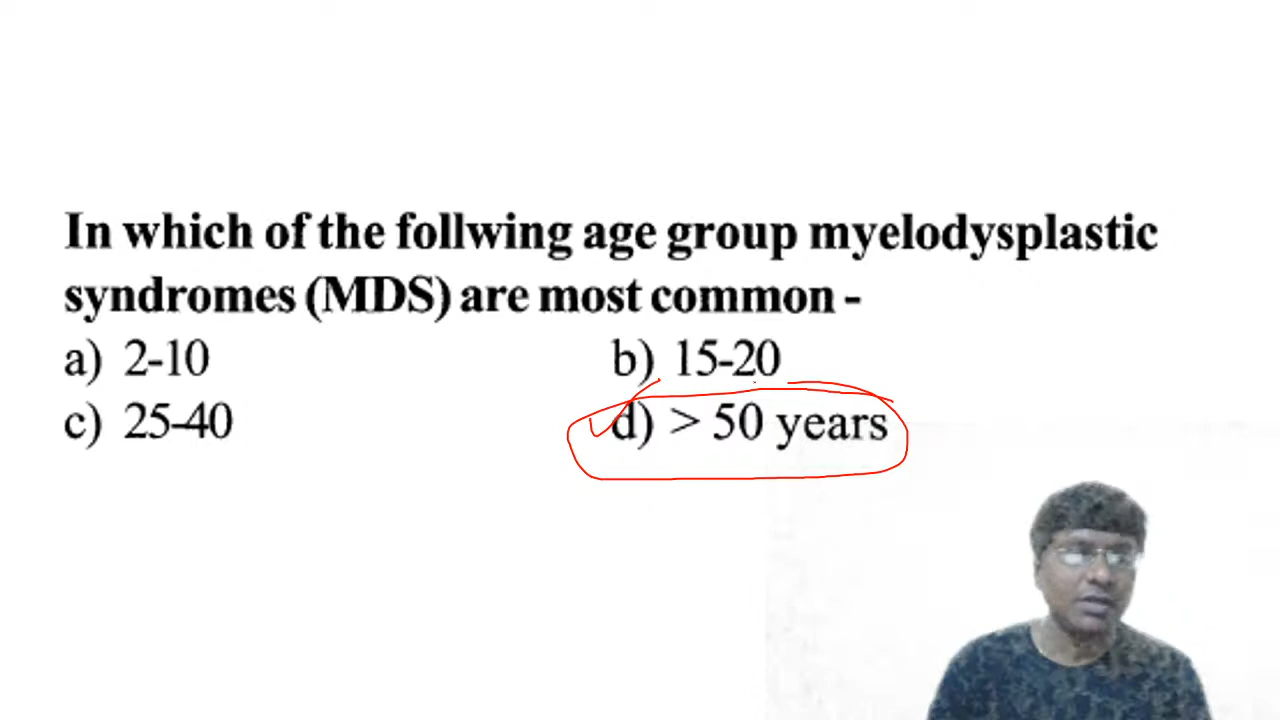 In which of the follwing age group myelodysplastic
syndromes (MDS) are most common -
a) 2-10 b) 15-20
c) 25-40 d) > 50 years